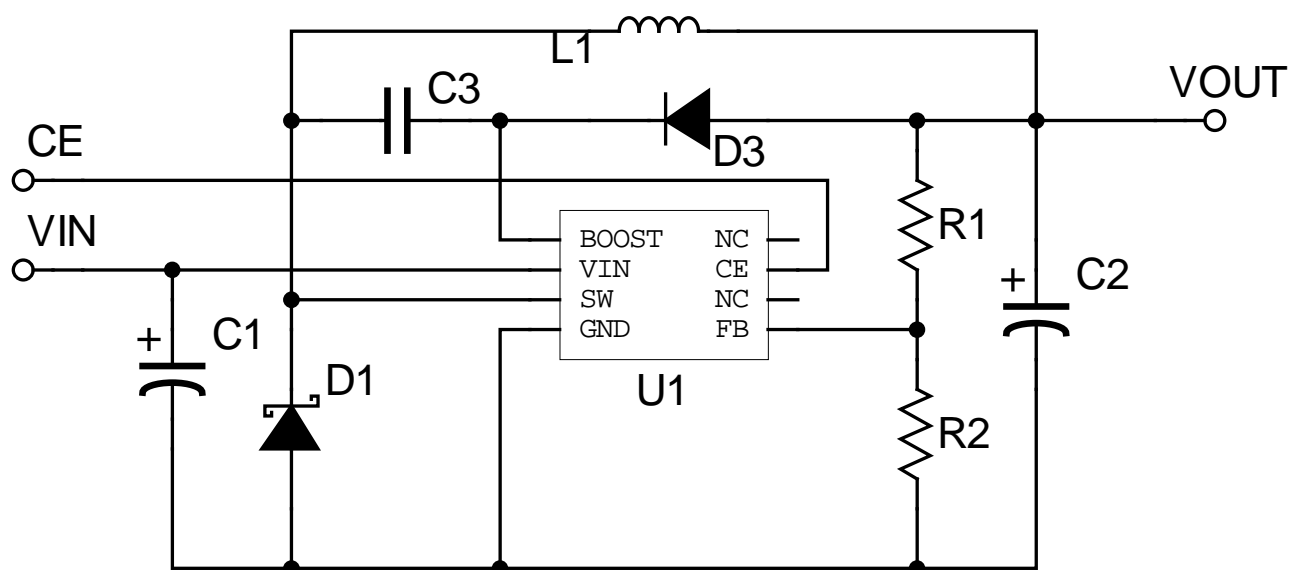 L1
C3
VOUT
CE
D3
VIN
R1
BOOST NC
VIN CE
SW NC
GND FB
+ C2
+ C1
D1
U1
R2